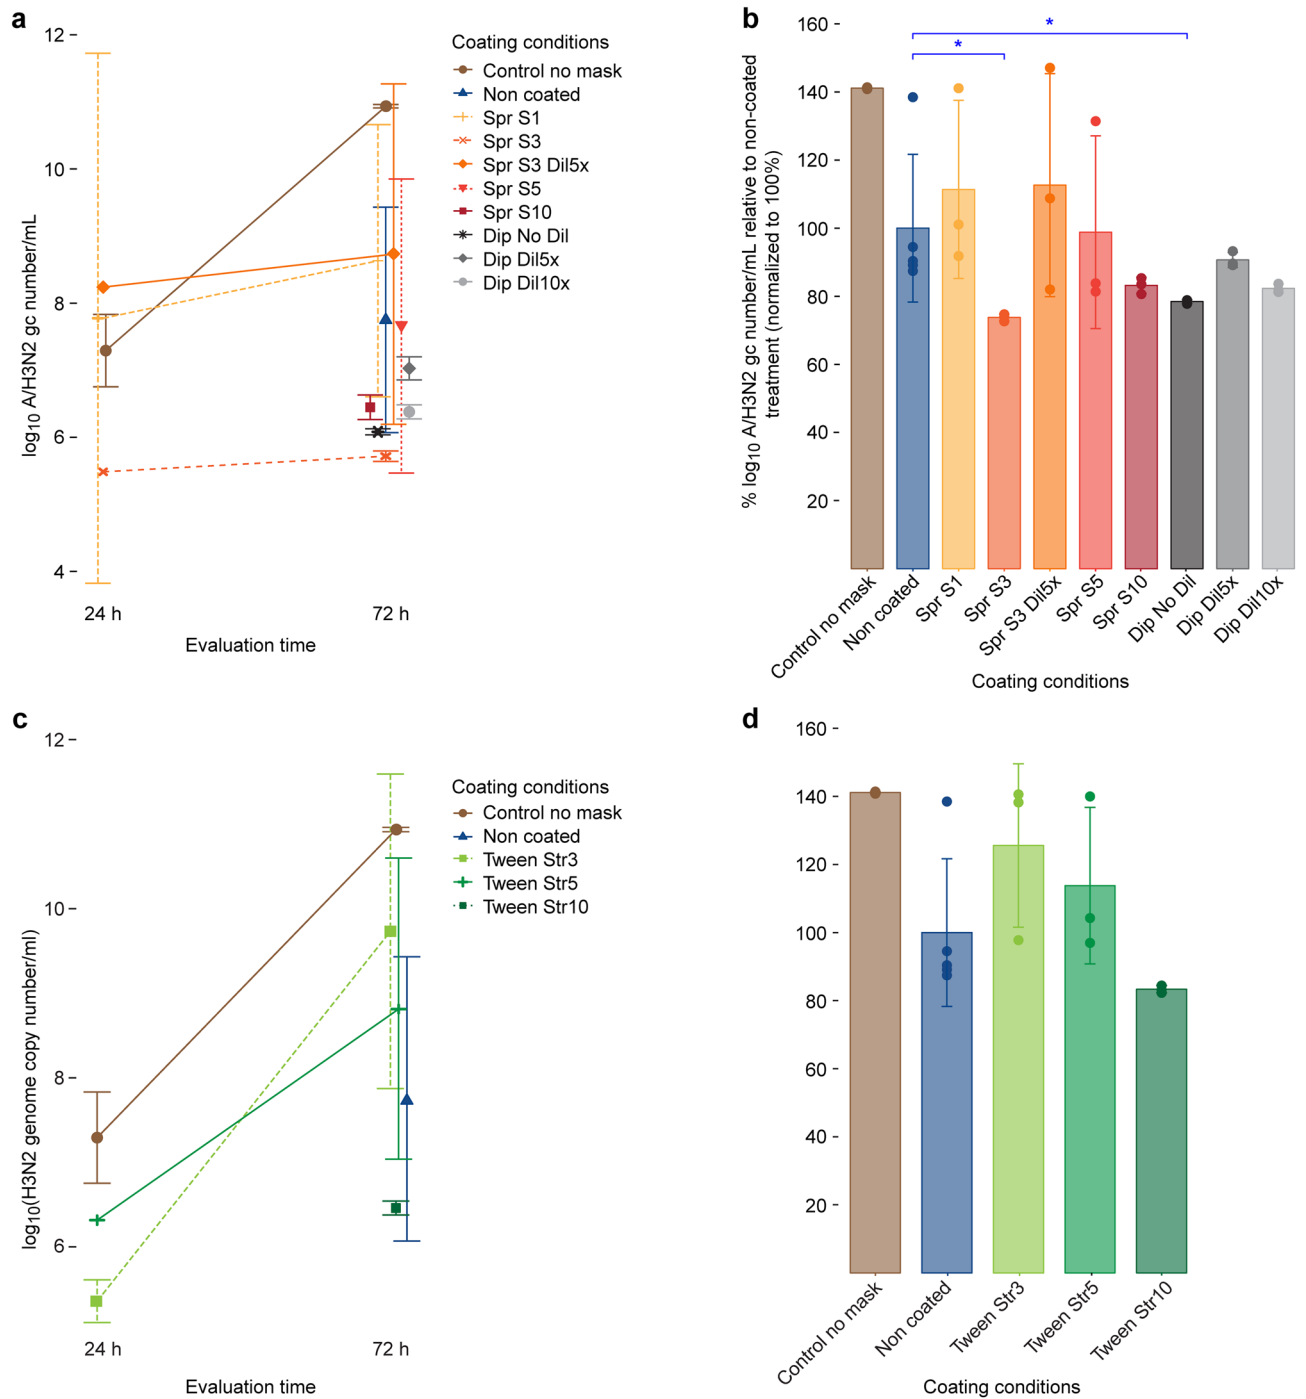 a
12
10
8
6
4
log10 A/H3N2 gc number/mL
24 h
72 h
Evaluation time
Coating conditions
Control no mask
Non coated
Spr S1
Spr S3
Spr S3 Dil5x
Spr S5
Spr S10
Dip No Dil
Dip Dil5x
Dip Dil10x
b
160
140
120
100
80
60
40
20
% log10 A/H3N2 gc number/mL relative to non-coated
treatment (normalized to 100%)
*
*
Control no mask
Non coated
Spr S1
Spr S3
Spr S3 Dil5x
Spr S5
Spr S10
Dip No Dil
Dip Dil5x
Dip Dil10x
Coating conditions
c
12
10
8
6
log10(H3N2 genome copy number/ml)
24 h
72 h
Evaluation time
Coating conditions
Control no mask
Non coated
Tween Str3
Tween Str5
Tween Str10
d
160
140
120
100
80
60
40
20
Control no mask
Non coated
Tween Str3
Tween Str5
Tween Str10
Coating conditions